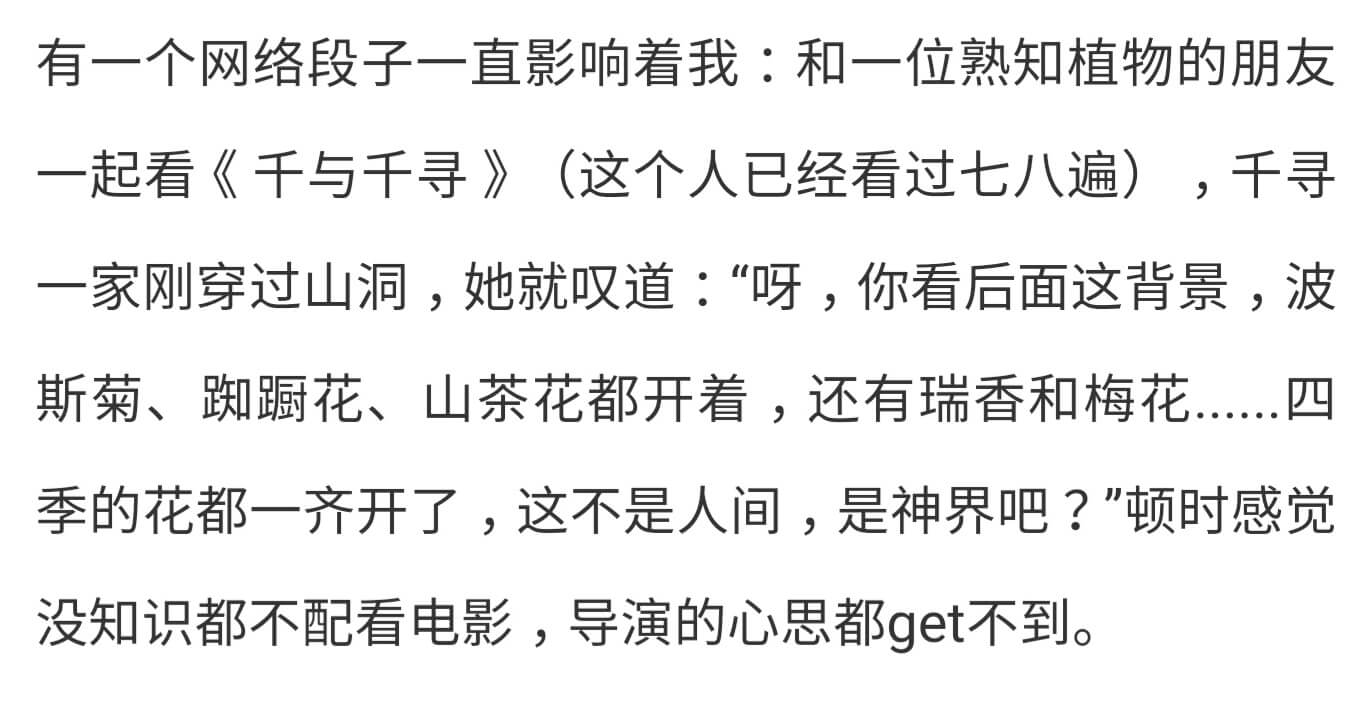 有一个网络段子一直影响着我：和一位熟知植物的朋友
一起看《 千与千寻 》（这个人已经看过七八遍），千寻
一家刚穿过山洞，她就叹道：“呀，你看后面这背景，波
斯菊、踟蹰花、山茶花都开着，还有瑞香和梅花......四
季的花都一齐开了，这不是人间，是神界吧？”顿时感觉
没知识都不配看电影，导演的心思都get不到。